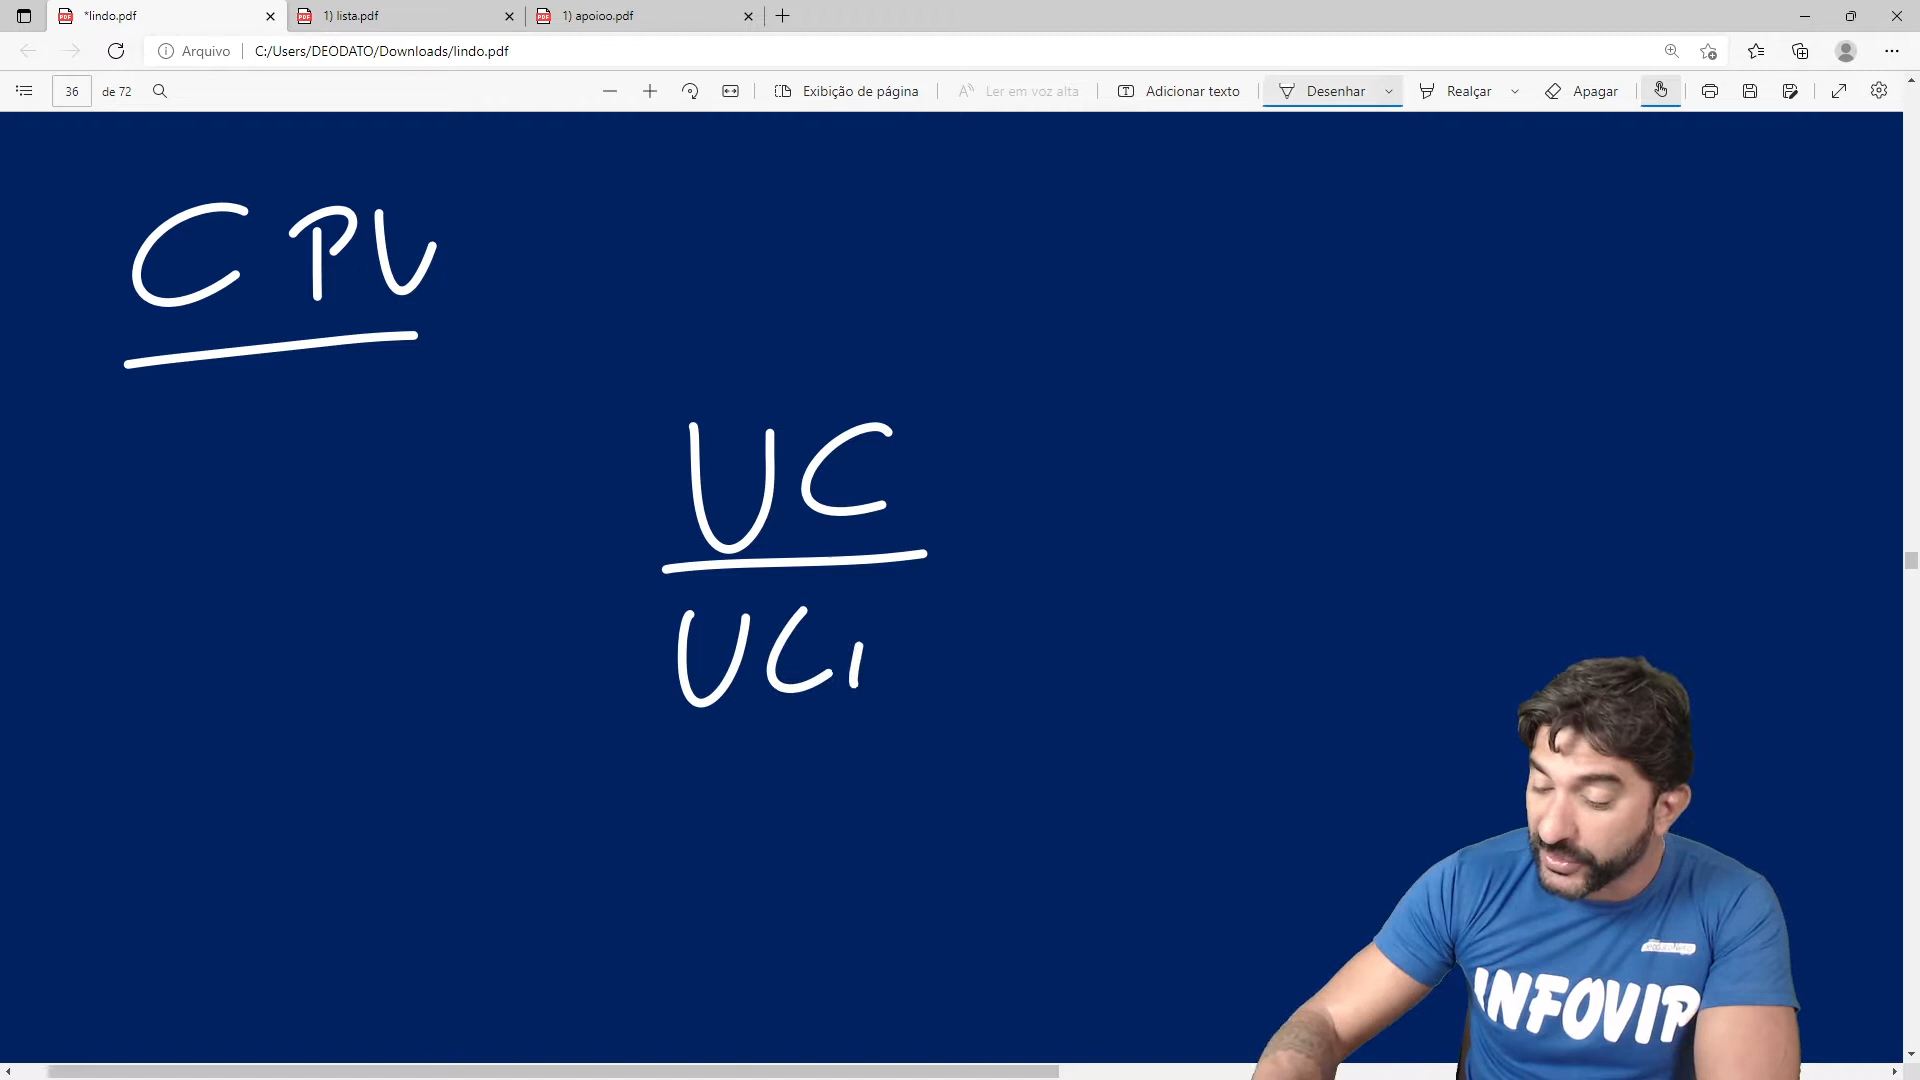 *lindo.pdf
1) lista.pdf
1) apoioo.pdf
Arquivo
C:/Users/DEODATO/Downloads/lindo.pdf
36 de 72
Exibição de página
Ler em voz alta
Adicionar texto
Desenhar
Realçar
Apagar
CPU
UC
UCI
INFOVIP